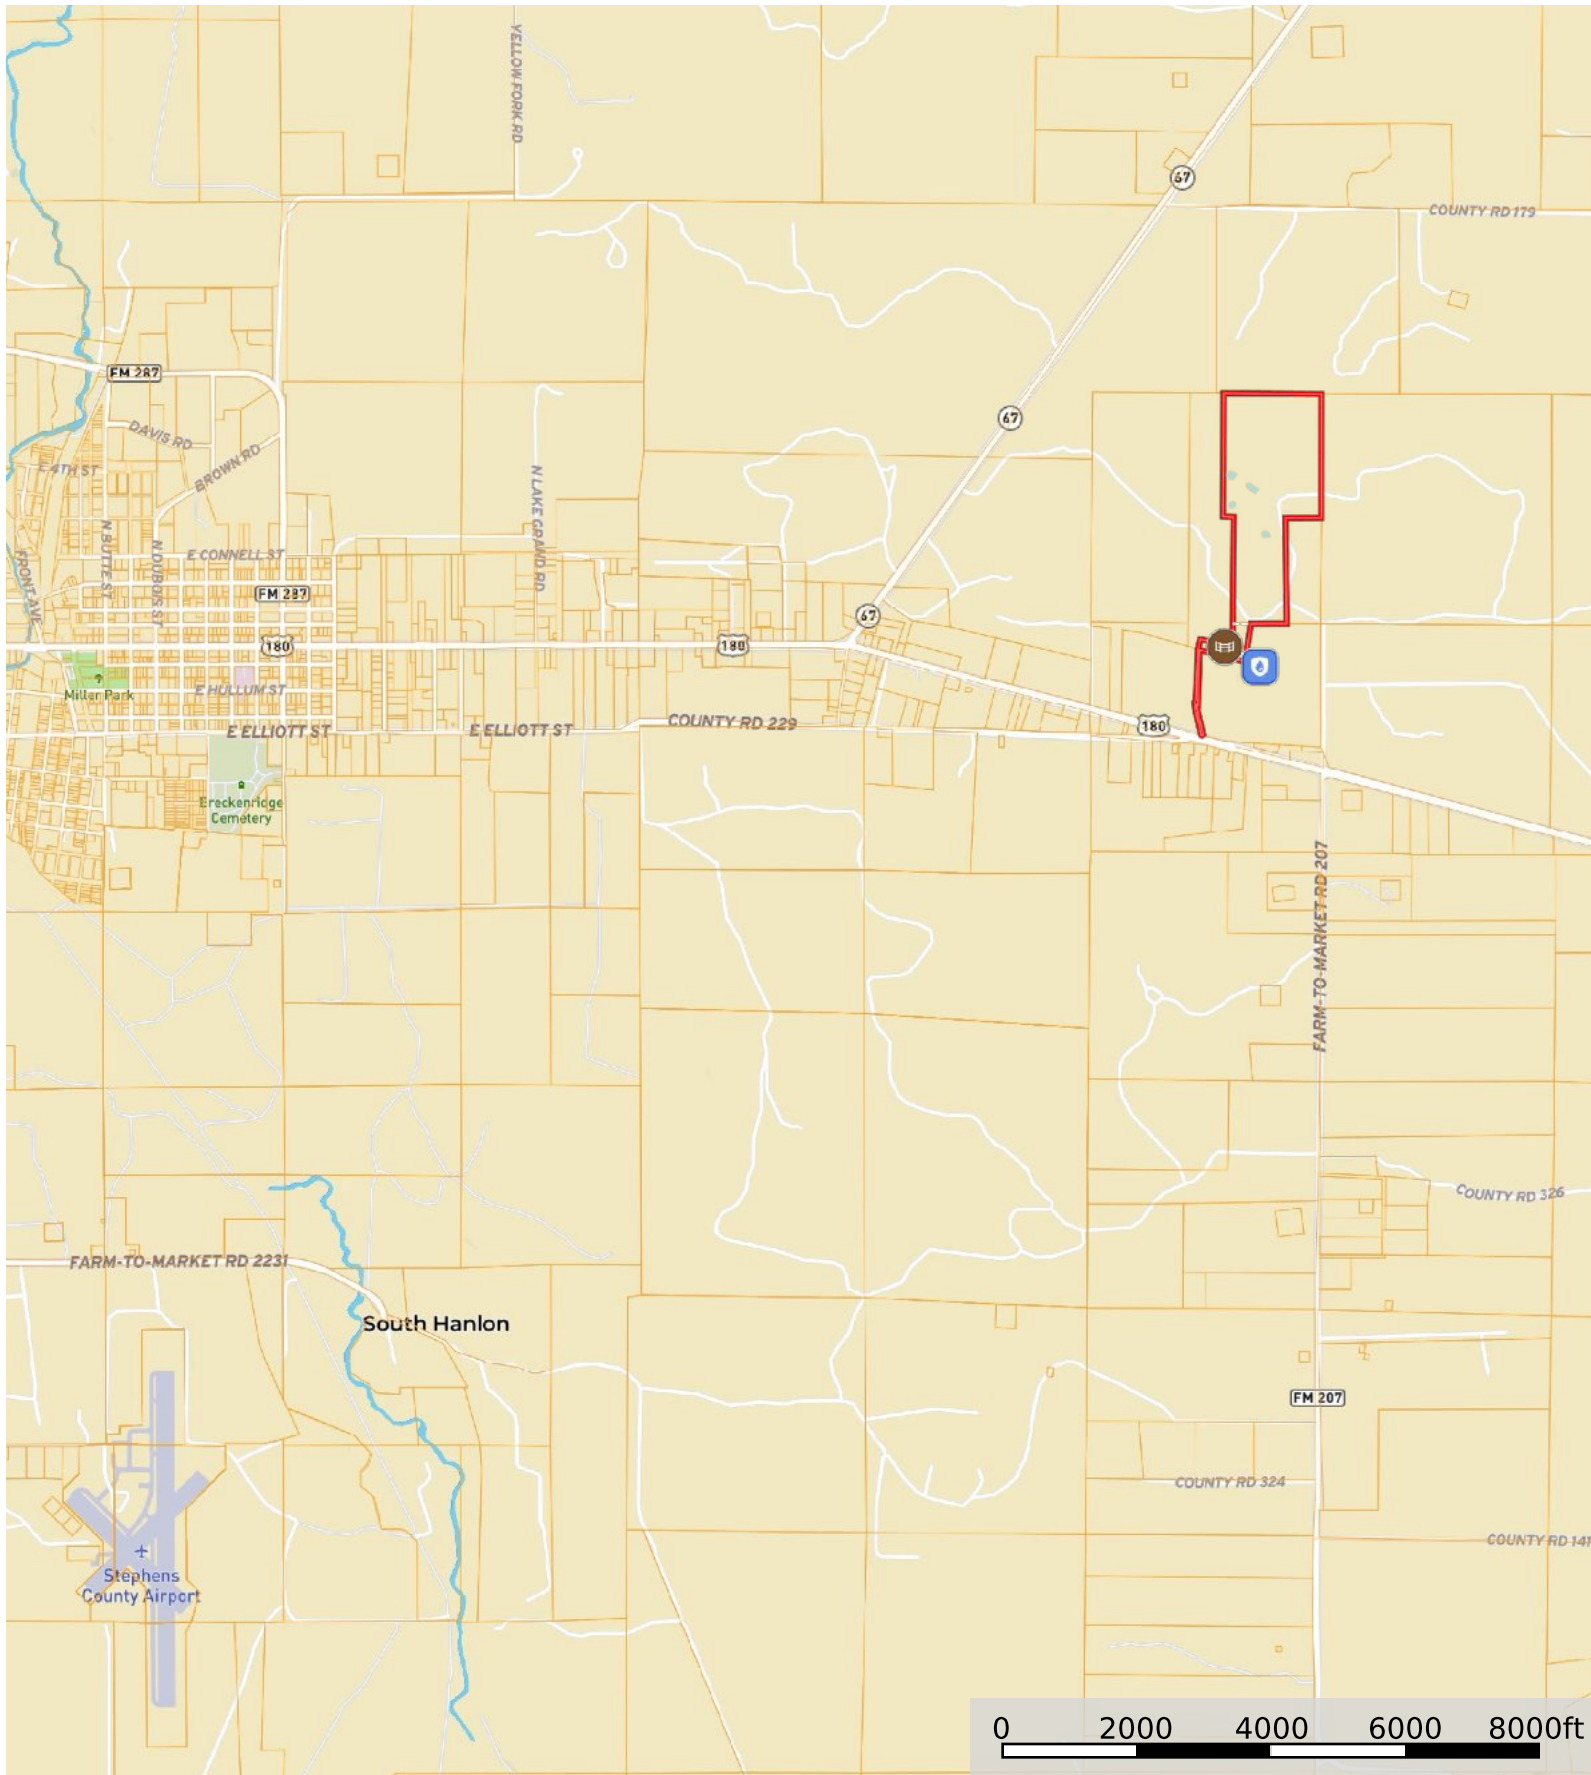 YELLOW FORK RD
67
COUNTY RD 179
FM 287
67
DAVIS RD
BROWN RD
E 4TH ST
N LAKE GRAND RD
N BUTTE ST
N DUBOIS ST
E CONNELL ST
FRONT AVE
FM 287
67
180
180
Miller Park
E HULLUM ST
E ELLIOTT ST
E ELLIOTT ST
COUNTY RD 229
180
Breckenridge
Cemetery
FARM-TO-MARKET RD 207
COUNTY RD 326
FARM-TO-MARKET RD 2231
South Hanlon
FM 207
COUNTY RD 324
COUNTY RD 141
Stephens
County Airport
0 2000 4000 6000 8000ft